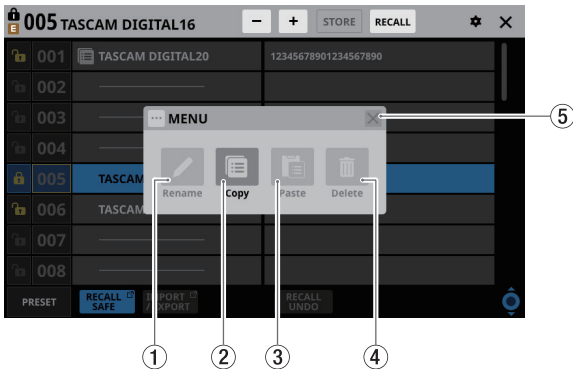 E 005 TASCAM DIGITAL16 − + STORE RECALL
001 TASCAM DIGITAL20 12345678901234567890
002
003
004
005 TASCAM
006 TASCAM
007
008
MENU
Rename Copy Paste Delete
PRESET RECALL SAFE IMPORT / EXPORT RECALL UNDO
① ② ③ ④ ⑤